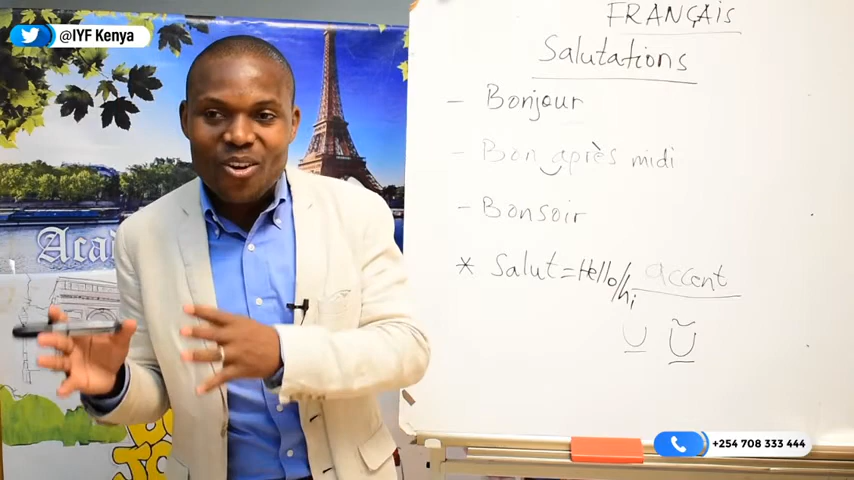 @IYF Kenya
FRANÇAIS
Salutations
- Bonjour
- Bon après midi
- Bonsoir
* Salut = Hello/hi
accent
+254 708 333 444